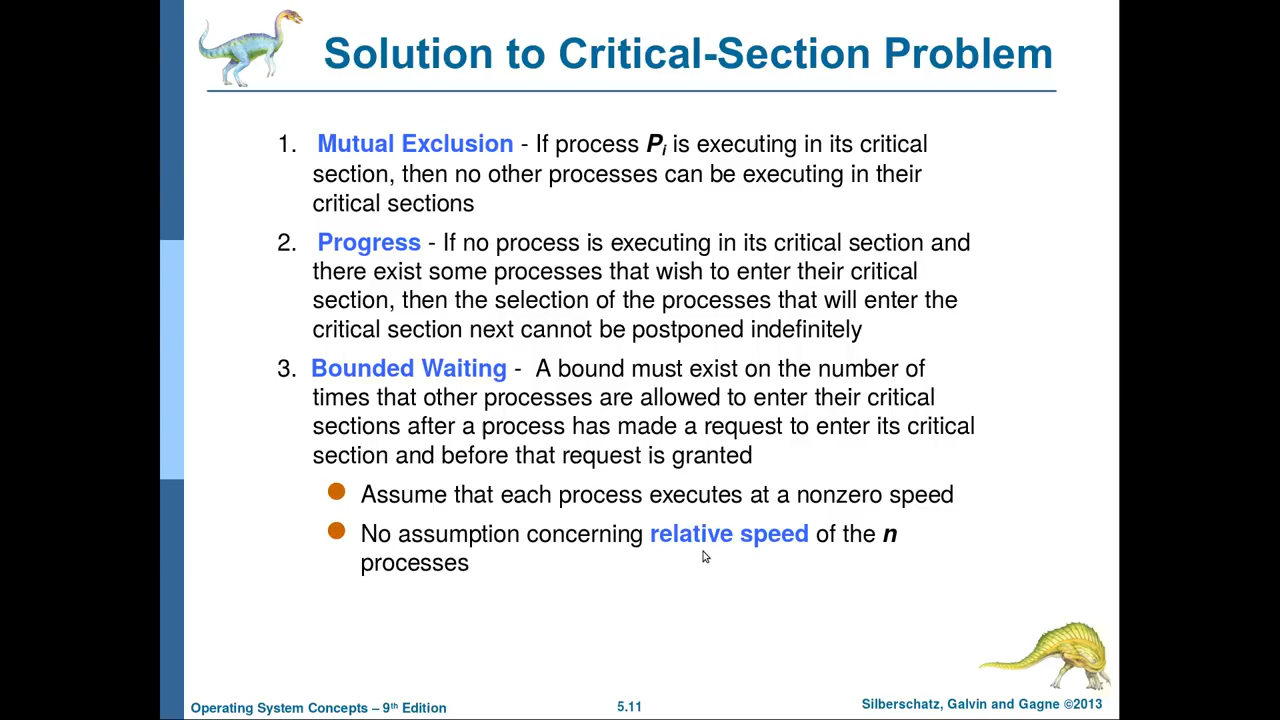 Solution to Critical-Section Problem
1. Mutual Exclusion - If process Pi is executing in its critical
section, then no other processes can be executing in their
critical sections
2. Progress - If no process is executing in its critical section and
there exist some processes that wish to enter their critical
section, then the selection of the processes that will enter the
critical section next cannot be postponed indefinitely
3. Bounded Waiting - A bound must exist on the number of
times that other processes are allowed to enter their critical
sections after a process has made a request to enter its critical
section and before that request is granted
● Assume that each process executes at a nonzero speed
● No assumption concerning relative speed of the n
processes
Operating System Concepts – 9th Edition
5.11
Silberschatz, Galvin and Gagne ©2013